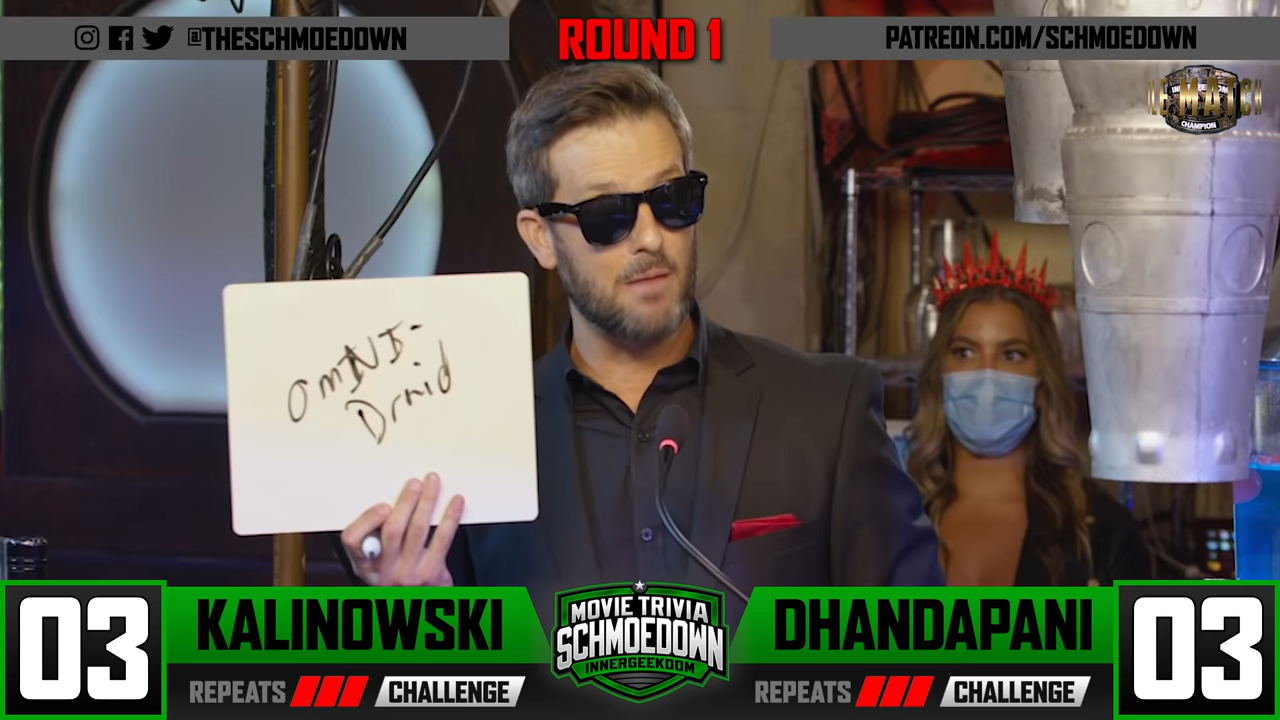 @THESCHMOEDOWN
ROUND 1
PATREON.COM/SCHMOEDOWN
CHAMPION
OMNI-
Droid
03
KALINOWSKI
MOVIE TRIVIA
SCHMOEDOWN
INNERGEEKDOM
DHANDAPANI
03
REPEATS
CHALLENGE
REPEATS
CHALLENGE